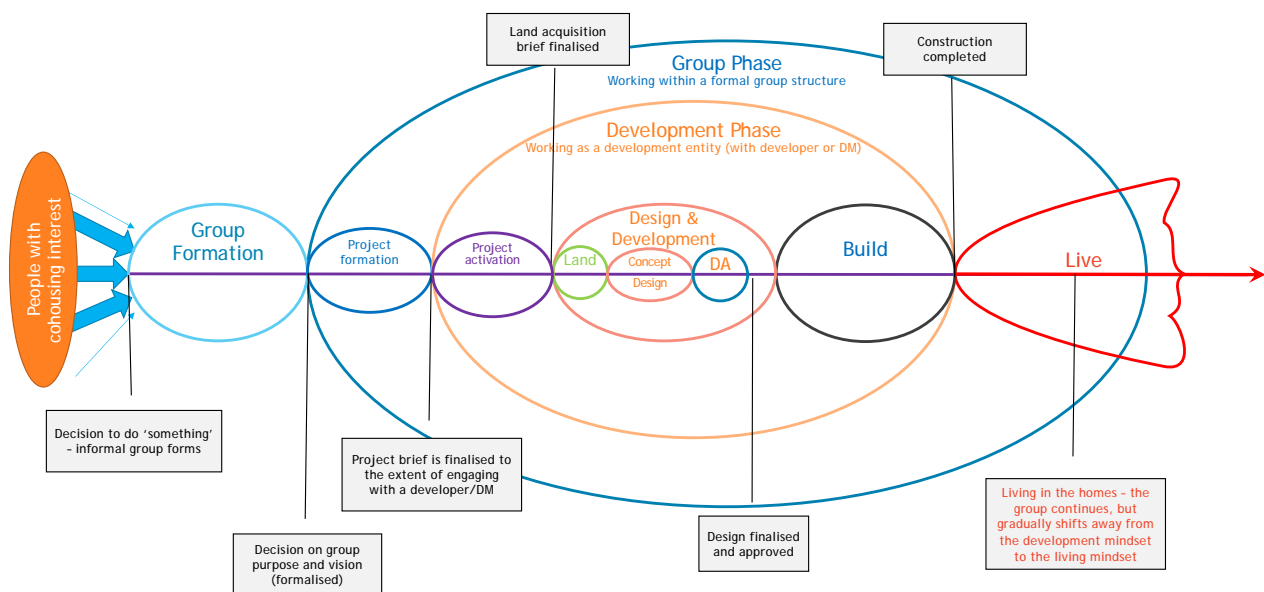 Land acquisition
brief finalised
Construction
completed
Group Phase
Working within a formal group structure
Development Phase
Working as a development entity (with developer or DM)
People with
cohousing interest
Group
Formation
Project
formation
Project
activation
Design &
Development
Land
Concept
Design
DA
Build
Live
Decision to do ‘something’
– informal group forms
Project brief is finalised to
the extent of engaging
with a developer/DM
Decision on group
purpose and vision
(formalised)
Design finalised
and approved
Living in the homes – the
group continues, but
gradually shifts away from
the development mindset
to the living mindset